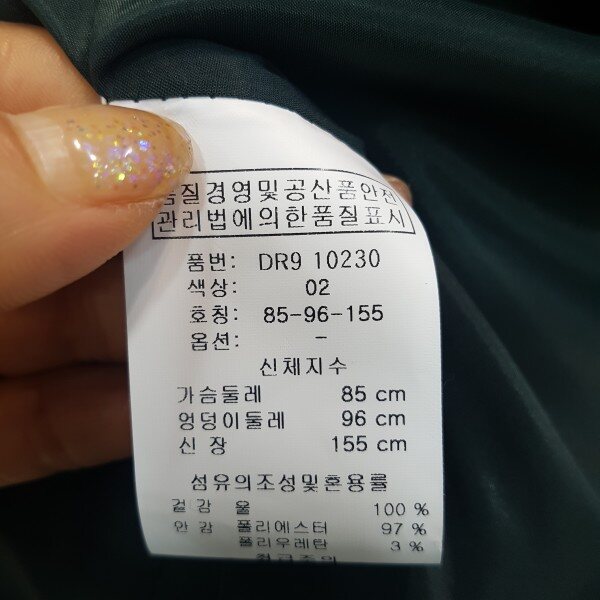 품질경영및공산품안전
관리법에의한품질표시
품번: DR9 10230
색상: 02
호칭: 85-96-155
옵션: -
신체지수
가슴둘레 85 cm
엉덩이둘레 96 cm
신 장 155 cm
섬유의조성및혼용률
겉감 울 100 %
안감 폴리에스터 97 %
폴리우레탄 3 %
취급주의